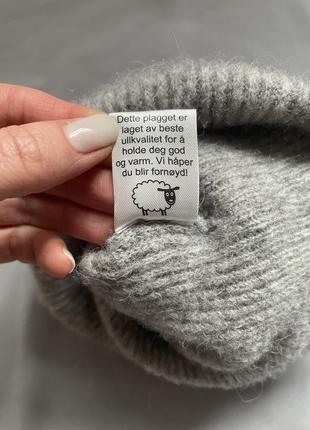 Dette plagget er
laget av beste
ullkvalitet for å
holde deg god
og varm. Vi håper
du blir fornøyd!